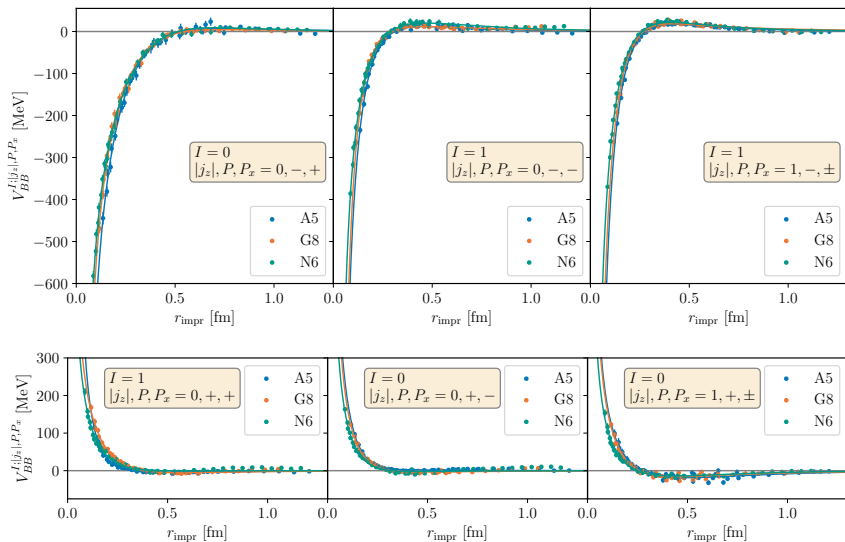 0
−100
−200
−300
−400
−500
−600
V_{BB}^{I;|j_z|,P,P_x} [MeV]
I = 0
|j_z|, P, P_x = 0, −, +
A5
G8
N6
I = 1
|j_z|, P, P_x = 0, −, −
A5
G8
N6
I = 1
|j_z|, P, P_x = 1, −, ±
A5
G8
N6
0.0 0.5 1.0 0.0 0.5 1.0 0.0 0.5 1.0
r_impr [fm] r_impr [fm] r_impr [fm]
300
200
100
0
V_{BB}^{I;|j_z|,P,P_x} [MeV]
I = 1
|j_z|, P, P_x = 0, +, +
A5
G8
N6
I = 0
|j_z|, P, P_x = 0, +, −
A5
G8
N6
I = 0
|j_z|, P, P_x = 1, +, ±
A5
G8
N6
0.0 0.5 1.0 0.0 0.5 1.0 0.0 0.5 1.0
r_impr [fm] r_impr [fm] r_impr [fm]